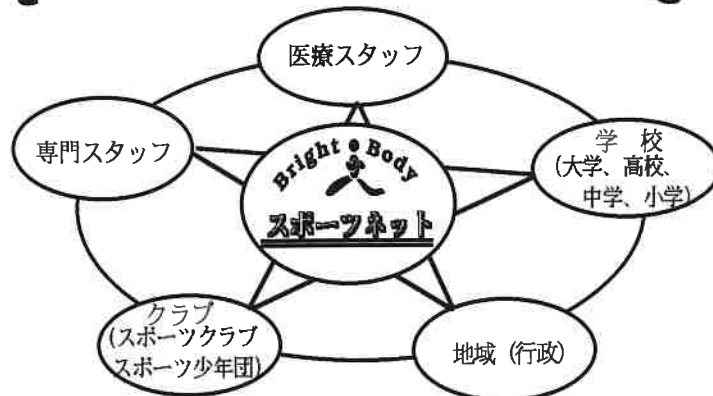 医療スタッフ
専門スタッフ
学 校
(大学、高校、
中学、小学)
Bright Body
スポーツネット
クラブ
(スポーツクラブ
スポーツ少年団)
地域 (行政)